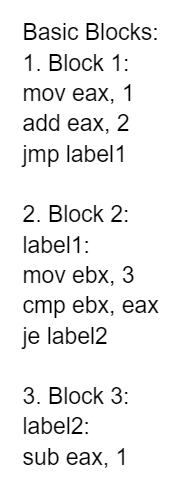 Basic Blocks:
1. Block 1:
mov eax, 1
add eax, 2
jmp label1
2. Block 2:
label1:
mov ebx, 3
cmp ebx, eax
je label2
3. Block 3:
label2:
sub eax, 1